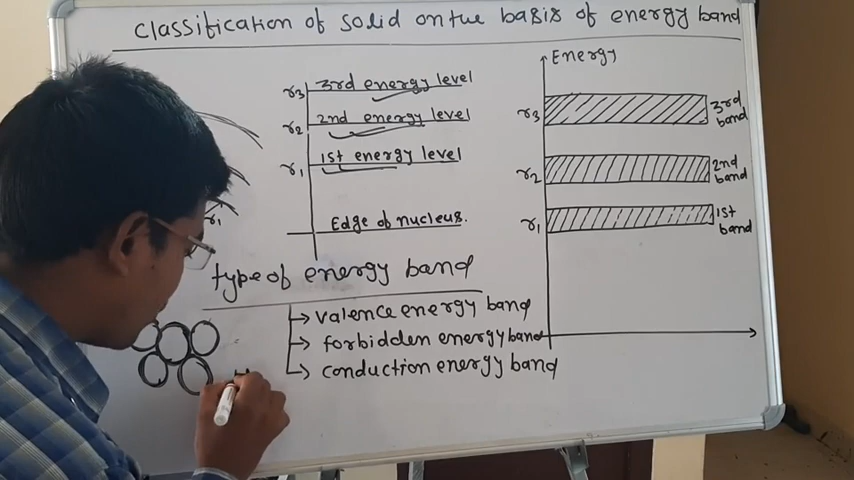 classification of solid on the basis of energy band
r3 3rd energy level
r2 2nd energy level
r1 1st energy level
Edge of nucleus.
r1
Energy
r3 3rd band
r2 2nd band
r1 1st band
type of energy band
→ valence energy band
→ forbidden energy band
→ conduction energy band